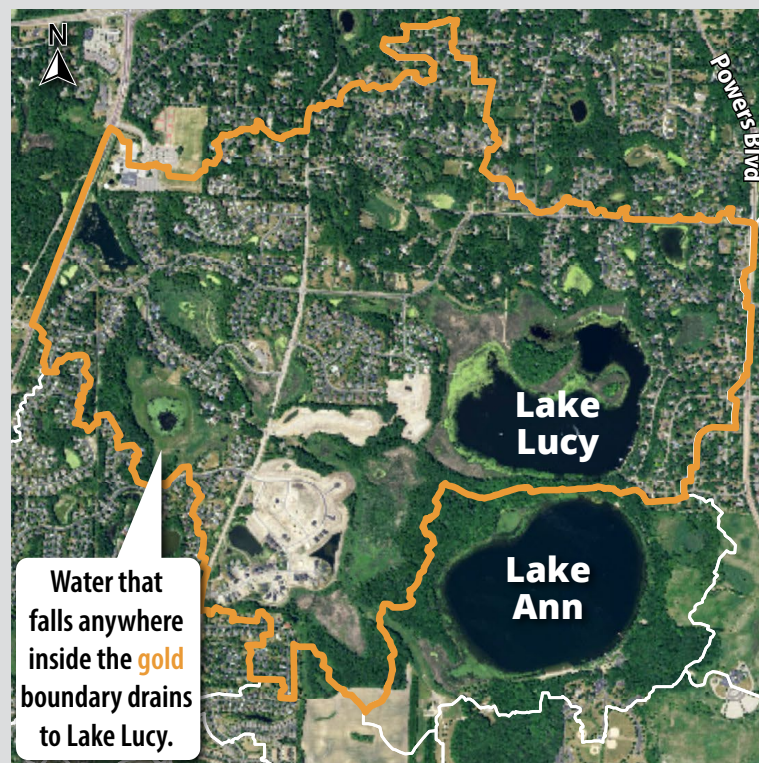 N
Powers Blvd
Lake
Lucy
Lake
Ann
Water that
falls anywhere
inside the gold
boundary drains
to Lake Lucy.